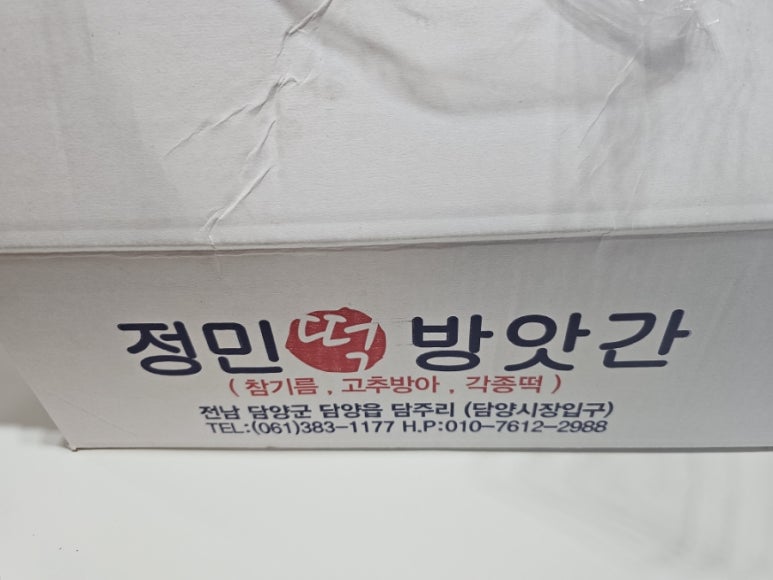 정민떡방앗간
( 참기름 , 고추방아 , 각종떡 )
전남 담양군 담양읍 담주리 (담양시장입구)
TEL:(061)383-1177 H.P:010-7612-2988